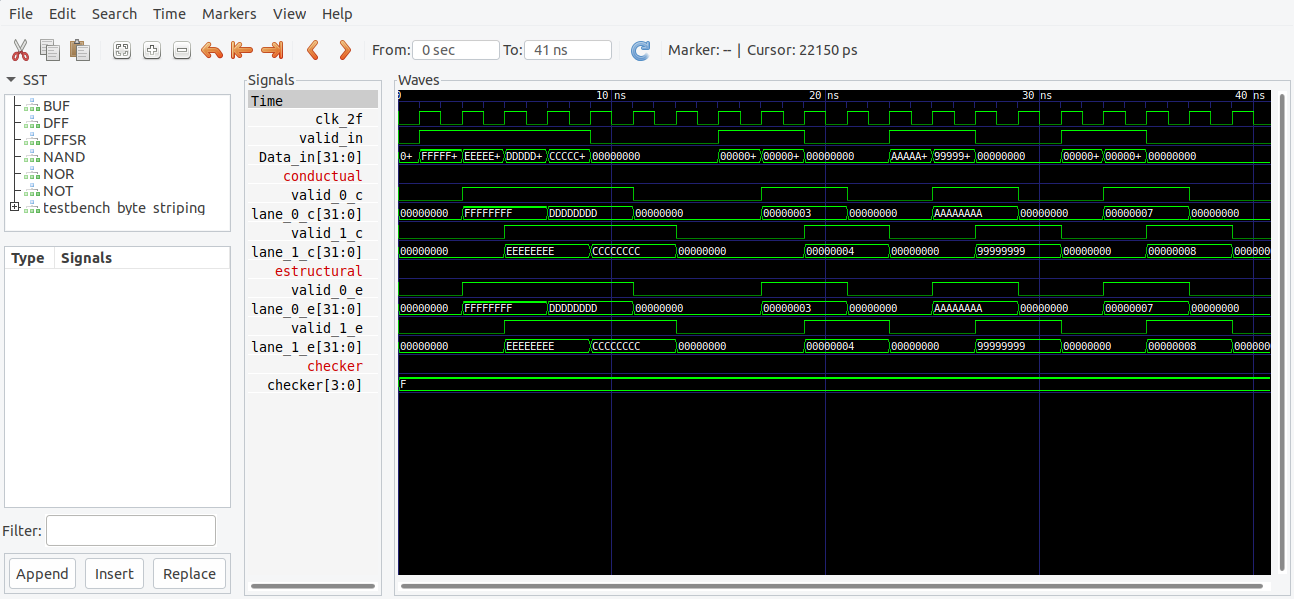 File Edit Search Time Markers View Help
From: 0 sec To: 41 ns Marker: -- | Cursor: 22150 ps
SST
BUF
DFF
DFFSR
NAND
NOR
NOT
testbench_byte_striping
Type Signals
Filter:
Append Insert Replace
Signals
Time
clk_2f
valid_in
Data_in[31:0]
conductual
valid_0_c
lane_0_c[31:0]
valid_1_c
lane_1_c[31:0]
estructural
valid_0_e
lane_0_e[31:0]
valid_1_e
lane_1_e[31:0]
checker
checker[3:0]
Waves
0 10 ns 20 ns 30 ns 40 ns
0+ FFFFF+ EEEEE+ DDDDD+ CCCCC+ 00000000 00000+ 00000+ 00000000 AAAAA+ 99999+ 00000000 00000+ 00000+ 00000000
00000000 FFFFFFFF DDDDDDDD 00000000 00000003 00000000 AAAAAAAA 00000000 00000007 00000000
00000000 EEEEEEEE CCCCCCCC 00000000 00000004 00000000 99999999 00000000 00000008 00000
00000000 FFFFFFFF DDDDDDDD 00000000 00000003 00000000 AAAAAAAA 00000000 00000007 00000000
00000000 EEEEEEEE CCCCCCCC 00000000 00000004 00000000 99999999 00000000 00000008 00000
F